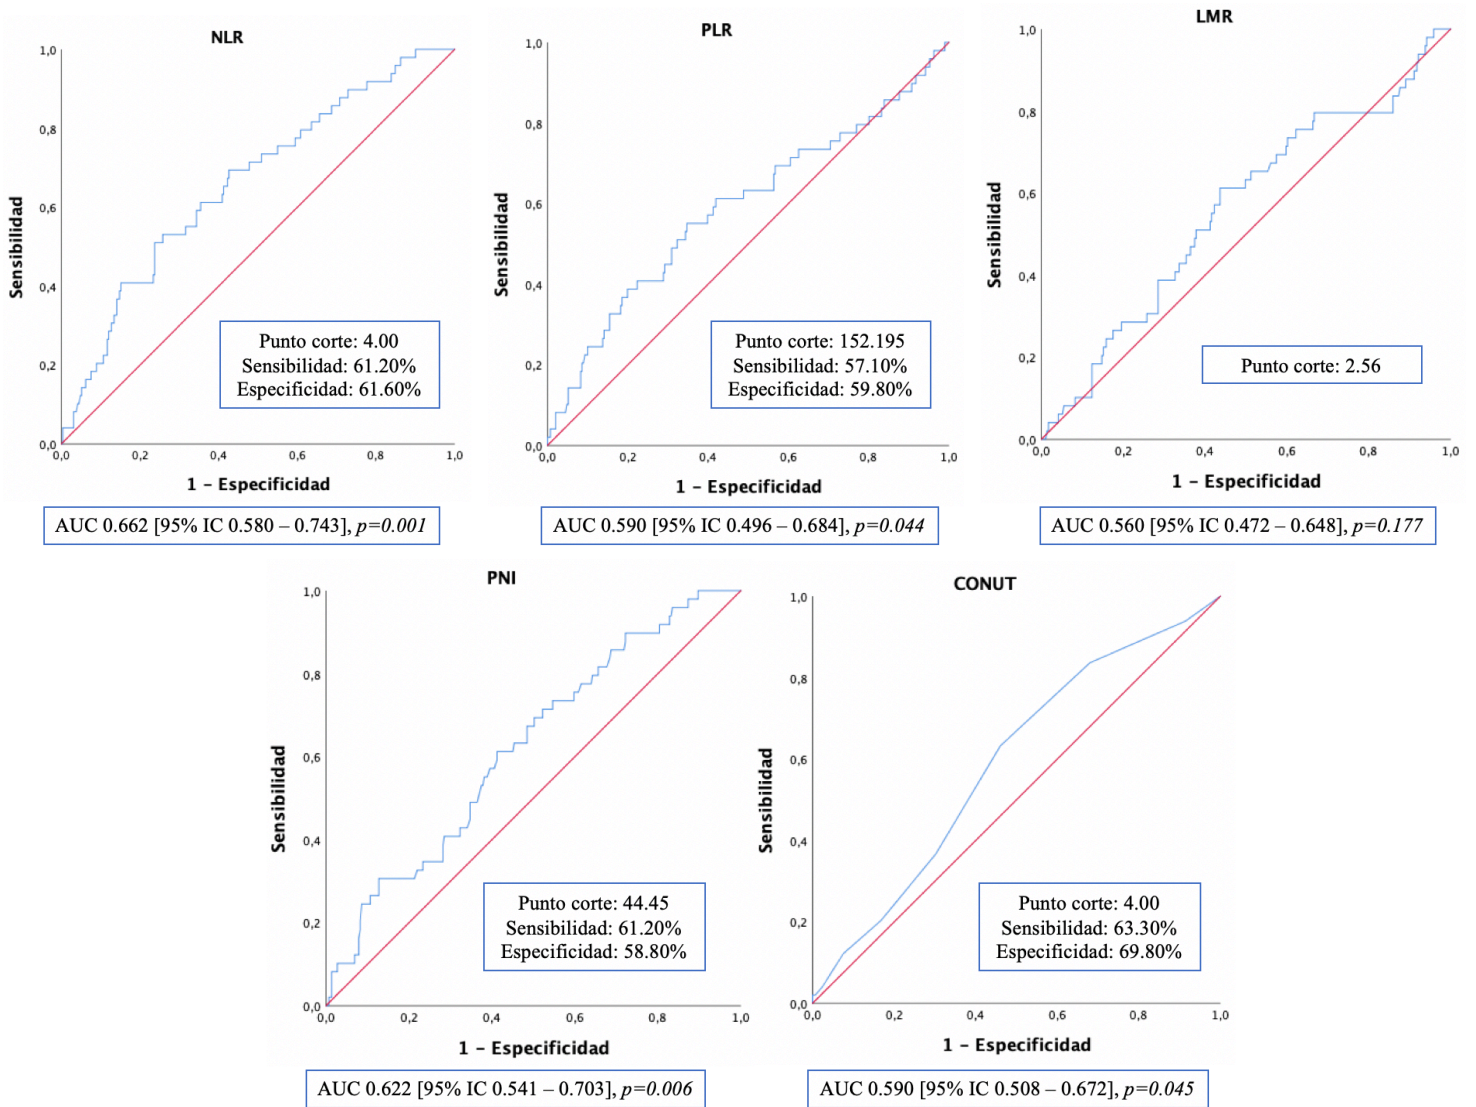 NLR
1,0
0,8
0,6
0,4
0,2
0,0
Sensibilidad
0,0 0,2 0,4 0,6 0,8 1,0
1 – Especificidad
Punto corte: 4.00
Sensibilidad: 61.20%
Especificidad: 61.60%
AUC 0.662 [95% IC 0.580 – 0.743], p=0.001
PLR
1,0
0,8
0,6
0,4
0,2
0,0
Sensibilidad
0,0 0,2 0,4 0,6 0,8 1,0
1 – Especificidad
Punto corte: 152.195
Sensibilidad: 57.10%
Especificidad: 59.80%
AUC 0.590 [95% IC 0.496 – 0.684], p=0.044
LMR
1,0
0,8
0,6
0,4
0,2
0,0
Sensibilidad
0,0 0,2 0,4 0,6 0,8 1,0
1 – Especificidad
Punto corte: 2.56
AUC 0.560 [95% IC 0.472 – 0.648], p=0.177
PNI
1,0
0,8
0,6
0,4
0,2
0,0
Sensibilidad
0,0 0,2 0,4 0,6 0,8 1,0
1 – Especificidad
Punto corte: 44.45
Sensibilidad: 61.20%
Especificidad: 58.80%
AUC 0.622 [95% IC 0.541 – 0.703], p=0.006
CONUT
1,0
0,8
0,6
0,4
0,2
0,0
Sensibilidad
0,0 0,2 0,4 0,6 0,8 1,0
1 – Especificidad
Punto corte: 4.00
Sensibilidad: 63.30%
Especificidad: 69.80%
AUC 0.590 [95% IC 0.508 – 0.672], p=0.045